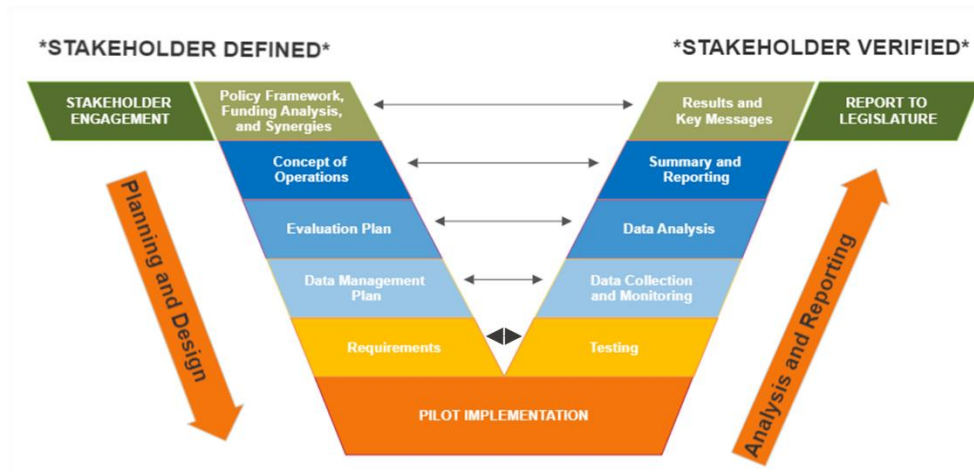 *STAKEHOLDER DEFINED*
*STAKEHOLDER VERIFIED*
STAKEHOLDER
ENGAGEMENT
Policy Framework,
Funding Analysis,
and Synergies
Results and
Key Messages
REPORT TO
LEGISLATURE
Concept of
Operations
Summary and
Reporting
Evaluation Plan
Data Analysis
Data Management
Plan
Data Collection
and Monitoring
Requirements
Testing
PILOT IMPLEMENTATION
Planning and Design
Analysis and Reporting